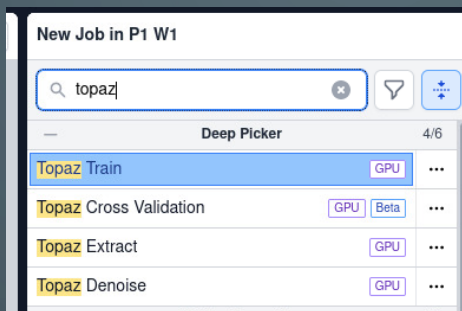 New Job in P1 W1
topaz
Deep Picker 4/6
Topaz Train GPU
Topaz Cross Validation GPU Beta
Topaz Extract GPU
Topaz Denoise GPU